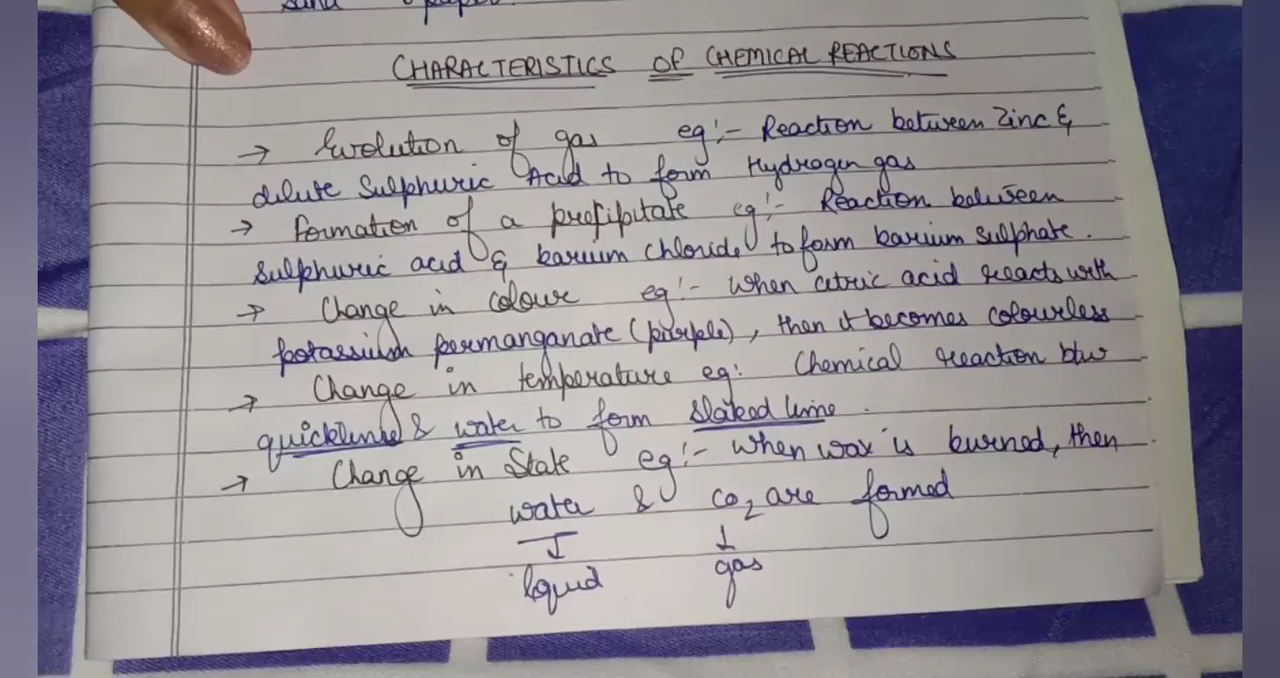 CHARACTERISTICS OF CHEMICAL REACTIONS
→ Evolution of gas eg:- Reaction between Zinc &
dilute Sulphuric Acid to form Hydrogen gas
→ Formation of a precipitate eg:- Reaction between
sulphuric acid & barium chloride to form barium sulphate.
→ Change in colour eg:- When citric acid reacts with
potassium permanganate (purple), then it becomes colourless
→ Change in temperature eg: Chemical reaction btw
quicklime & water to form slaked lime.
→ Change in State eg:- When wax is burned, then
water & CO₂ are formed
↓ ↓
liquid gas